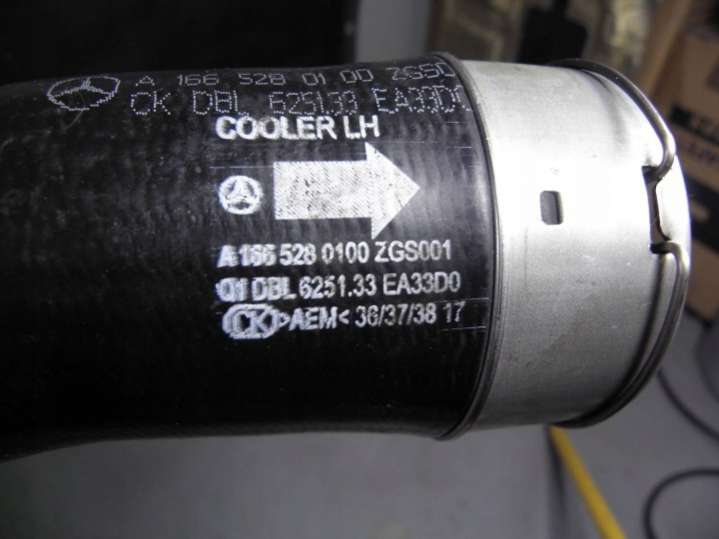 A 166 528 01 00 ZGS0
CK DBL 6251.33 EA33D0
COOLER LH
A 166 528 0100 ZGS001
01 DBL 6251.33 EA33D0
CK >AEM< 36/37/38 17